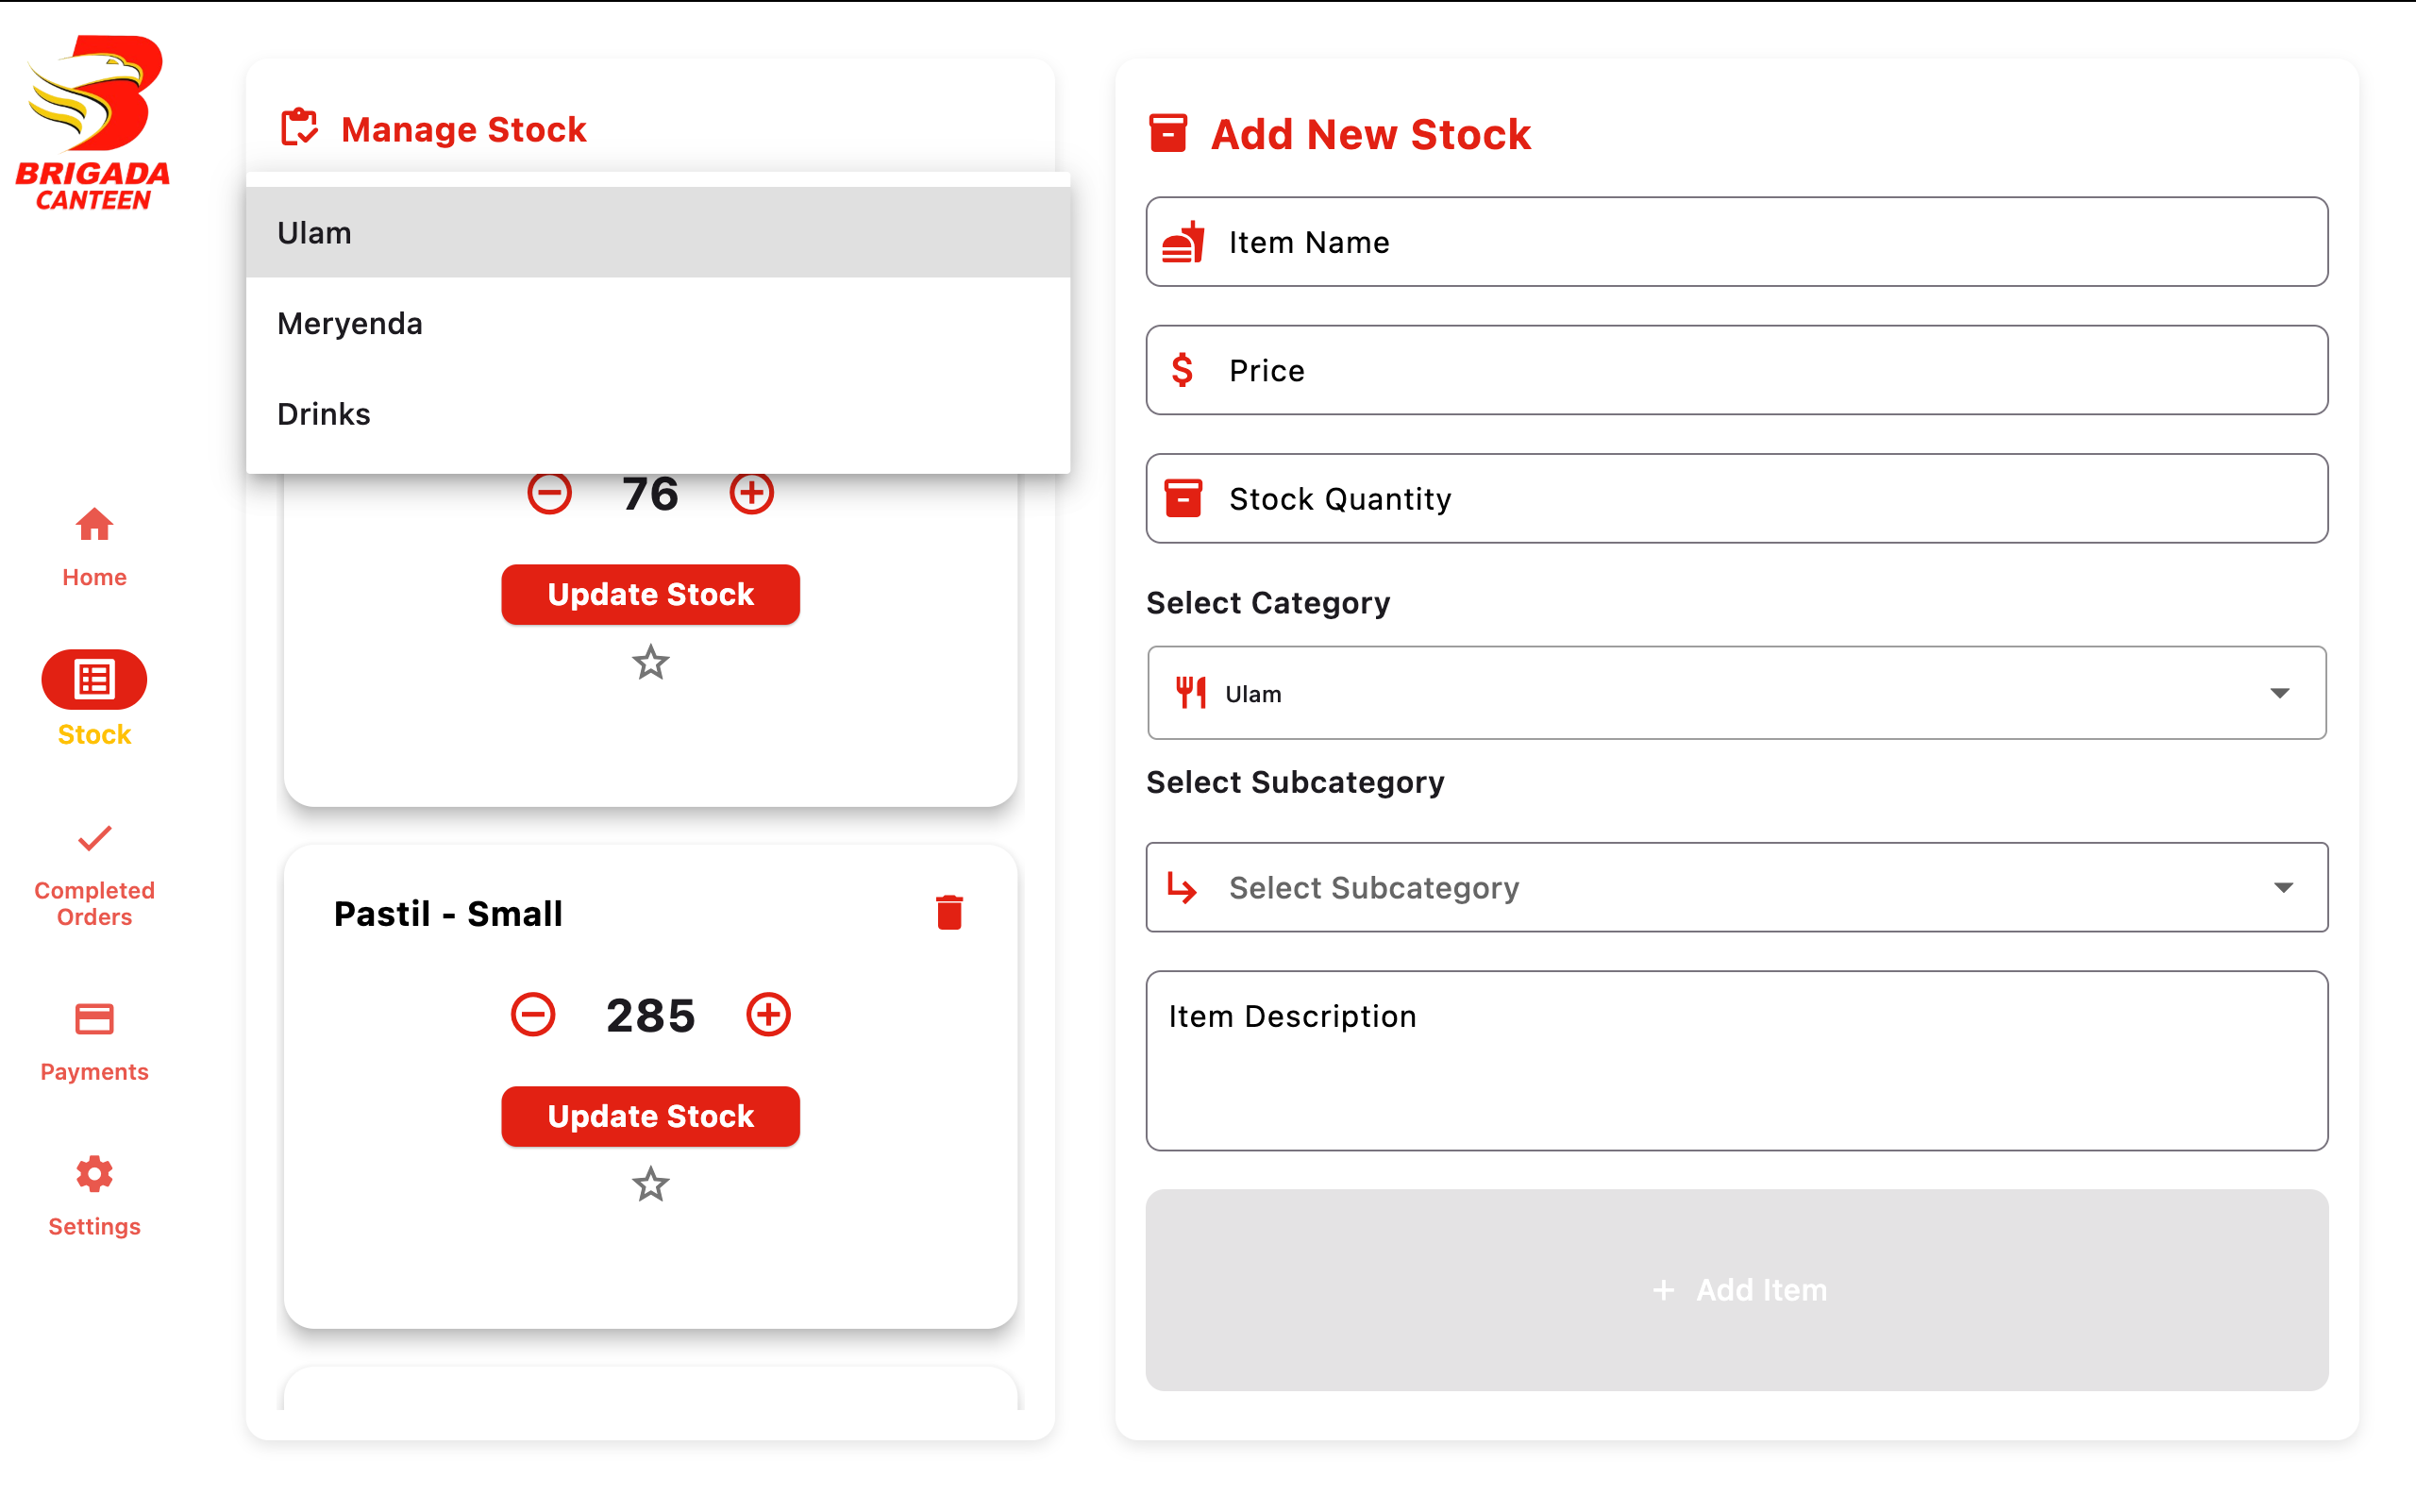 BRIGADA
CANTEEN
Home
Stock
Completed
Orders
Payments
Settings
Manage Stock
Ulam
Meryenda
Drinks
76
Update Stock
Pastil - Small
285
Update Stock
Add New Stock
Item Name
$ Price
Stock Quantity
Select Category
Ulam
Select Subcategory
Select Subcategory
Item Description
+ Add Item